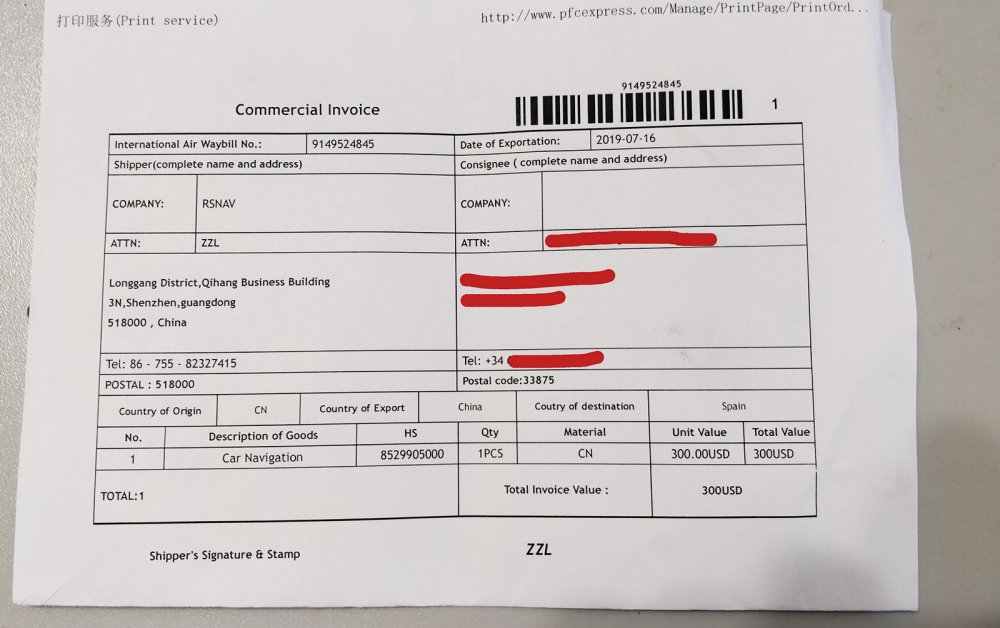 打印服务(Print service)
http://www.pfcexpress.com/Manage/PrintPage/PrintOrd...
9149524845
Commercial Invoice
1
International Air Waybill No.: 9149524845 Date of Exportation: 2019-07-16
Shipper(complete name and address) Consignee ( complete name and address)
COMPANY: RSNAV COMPANY:
ATTN: ZZL ATTN:
Longgang District,Qihang Business Building
3N,Shenzhen,guangdong
518000 , China
Tel: 86 - 755 - 82327415 Tel: +34
POSTAL : 518000 Postal code:33875
Country of Origin CN Country of Export China Coutry of destination Spain
No. Description of Goods HS Qty Material Unit Value Total Value
1 Car Navigation 8529905000 1PCS CN 300.00USD 300USD
TOTAL:1 Total Invoice Value : 300USD
Shipper's Signature & Stamp ZZL